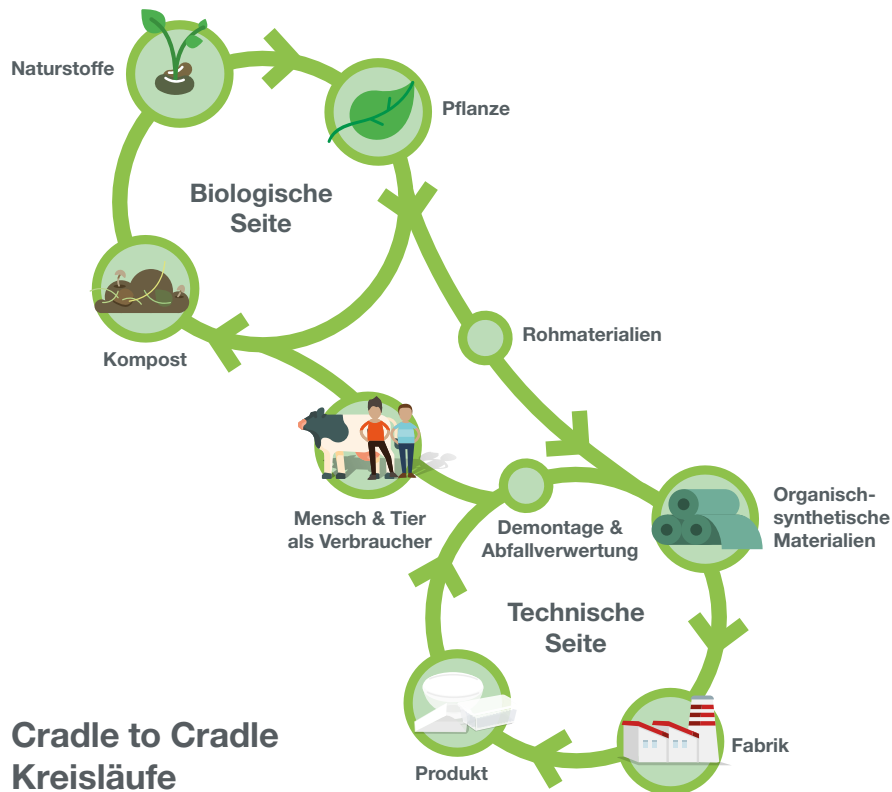 Naturstoffe
Pflanze
Biologische
Seite
Rohmaterialien
Kompost
Mensch & Tier
als Verbraucher
Demontage &
Abfallverwertung
Organisch-
synthetische
Materialien
Technische
Seite
Cradle to Cradle
Kreisläufe
Produkt
Fabrik